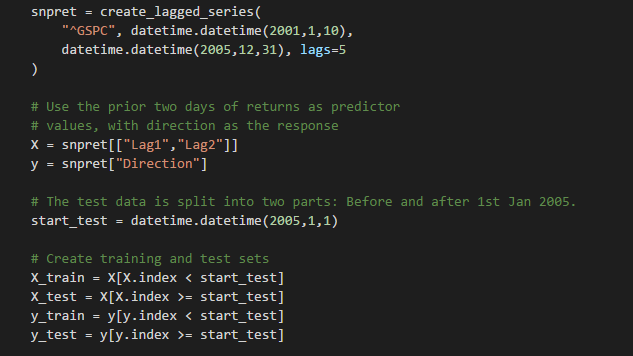 snpret = create_lagged_series(
"^GSPC", datetime.datetime(2001,1,10),
datetime.datetime(2005,12,31), lags=5
)
# Use the prior two days of returns as predictor
# values, with direction as the response
X = snpret[["Lag1","Lag2"]]
y = snpret["Direction"]
# The test data is split into two parts: Before and after 1st Jan 2005.
start_test = datetime.datetime(2005,1,1)
# Create training and test sets
X_train = X[X.index < start_test]
X_test = X[X.index >= start_test]
y_train = y[y.index < start_test]
y_test = y[y.index >= start_test]